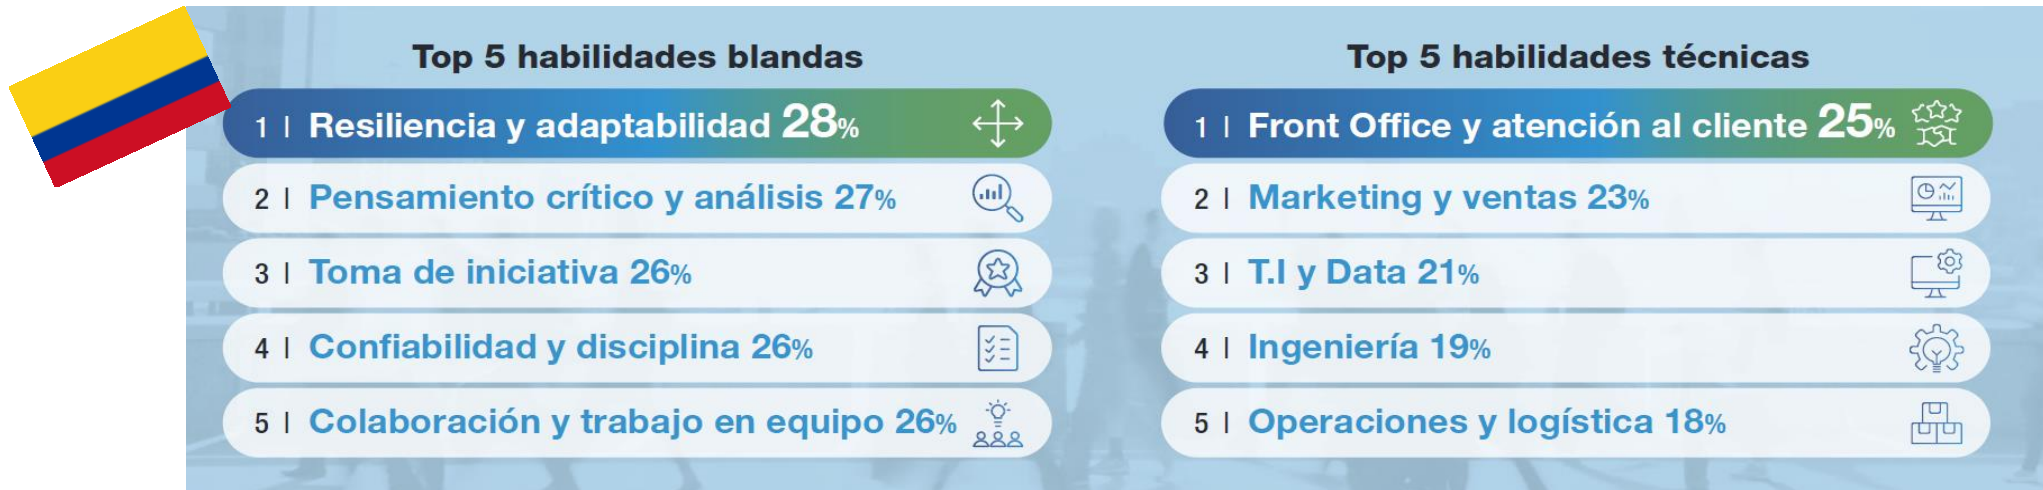 Top 5 habilidades blandas
1 | Resiliencia y adaptabilidad 28%
2 | Pensamiento crítico y análisis 27%
3 | Toma de iniciativa 26%
4 | Confiabilidad y disciplina 26%
5 | Colaboración y trabajo en equipo 26%
Top 5 habilidades técnicas
1 | Front Office y atención al cliente 25%
2 | Marketing y ventas 23%
3 | T.I y Data 21%
4 | Ingeniería 19%
5 | Operaciones y logística 18%